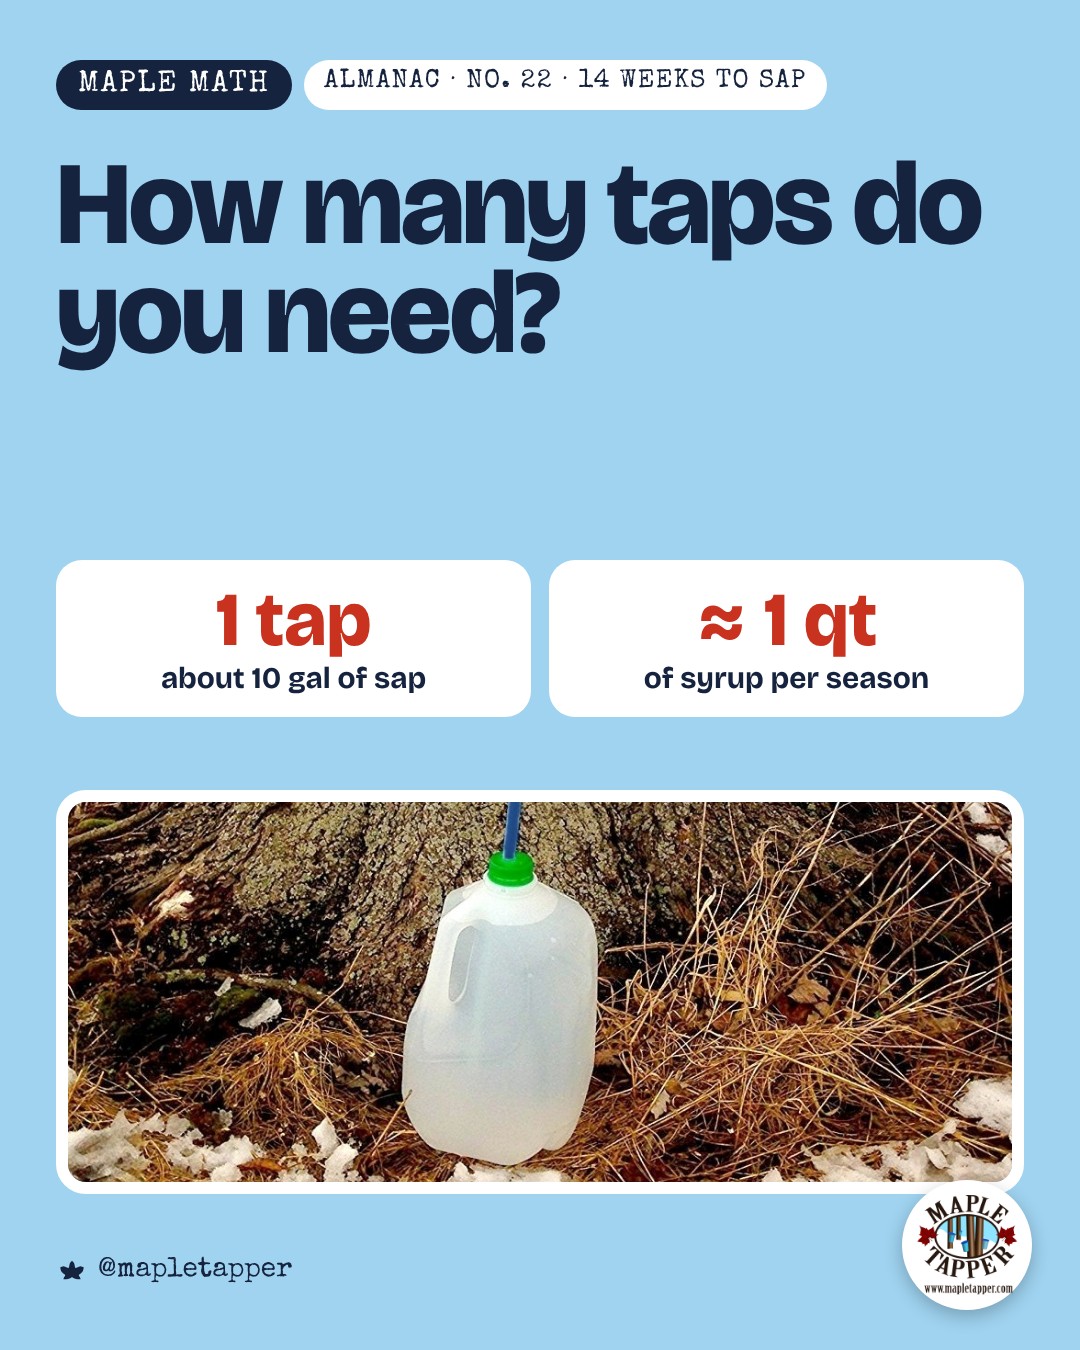 MAPLE MATH
ALMANAC · NO. 22 · 14 WEEKS TO SAP
How many taps do
you need?
1 tap
about 10 gal of sap
≈ 1 qt
of syrup per season
@mapletapper
MAPLE
TAPPER
www.mapletapper.com